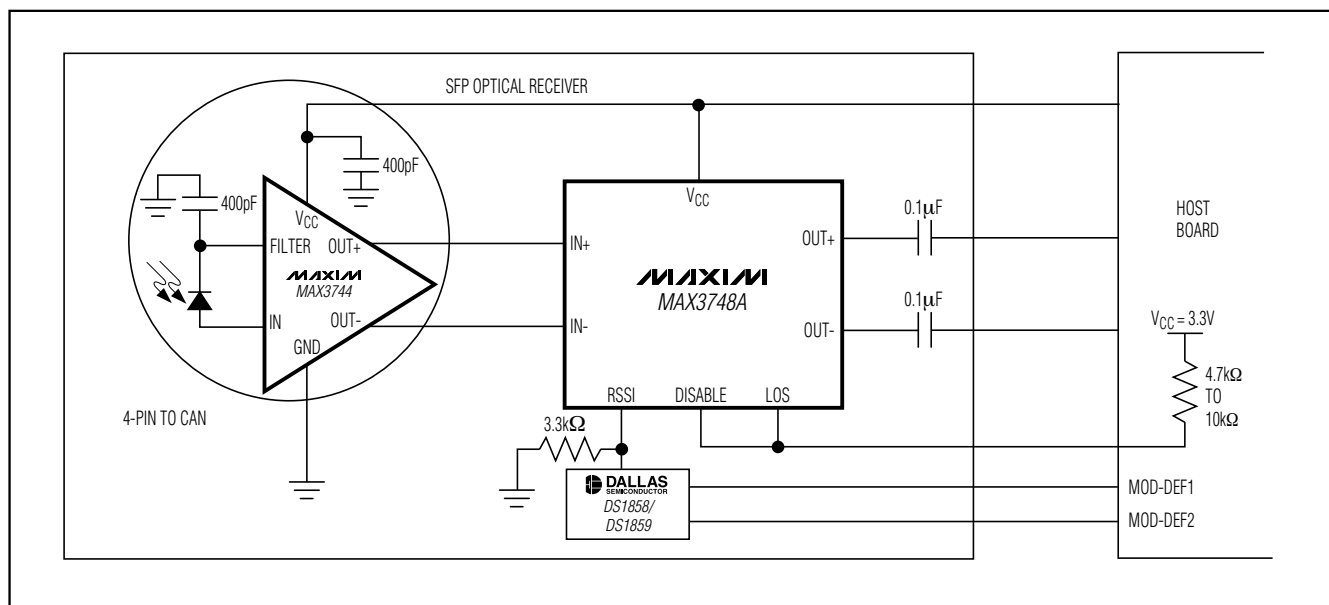 SFP OPTICAL RECEIVER
400pF
400pF
VCC
FILTER
OUT+
MAXIM
MAX3744
IN
OUT-
GND
4-PIN TO CAN
VCC
IN+
OUT+
MAXIM
MAX3748A
IN-
OUT-
RSSI
DISABLE
LOS
0.1μF
0.1μF
HOST
BOARD
VCC = 3.3V
4.7kΩ
TO
10kΩ
3.3kΩ
DALLAS
SEMICONDUCTOR
DS1858/
DS1859
MOD-DEF1
MOD-DEF2